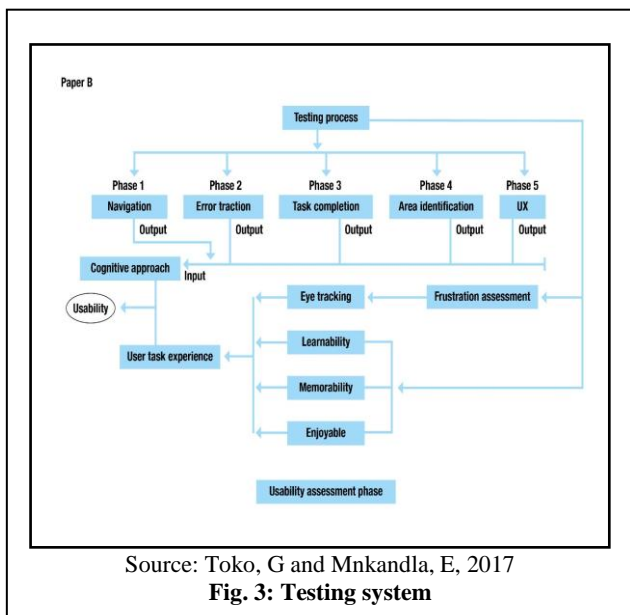 Paper B
Testing process
Phase 1 Phase 2 Phase 3 Phase 4 Phase 5
Navigation Error traction Task completion Area identification UX
Output Output Output Output Output
Cognitive approach Input
Eye tracking Frustration assessment
Usability
Learnability
User task experience
Memorability
Enjoyable
Usability assessment phase
Source: Toko, G and Mnkandla, E, 2017
Fig. 3: Testing system